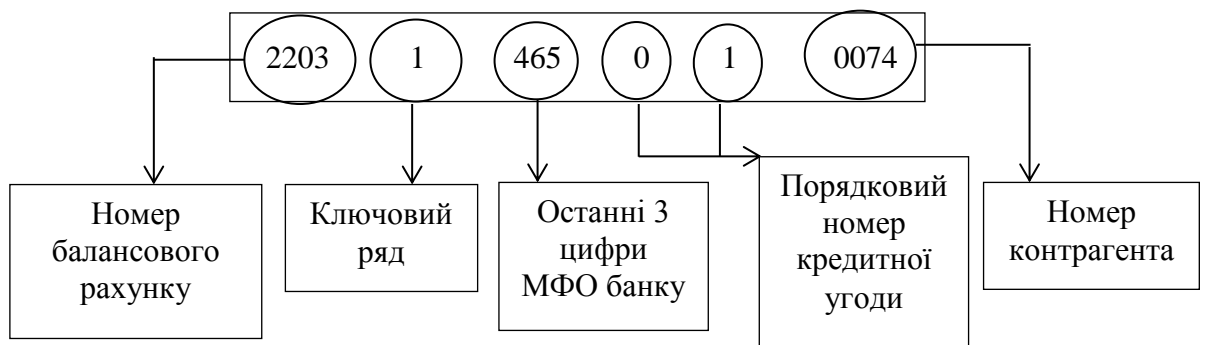 2203 1 465 0 1 0074
Номер
балансового
рахунку
Ключовий
ряд
Останні 3
цифри
МФО банку
Порядковий
номер
кредитної
угоди
Номер
контрагента